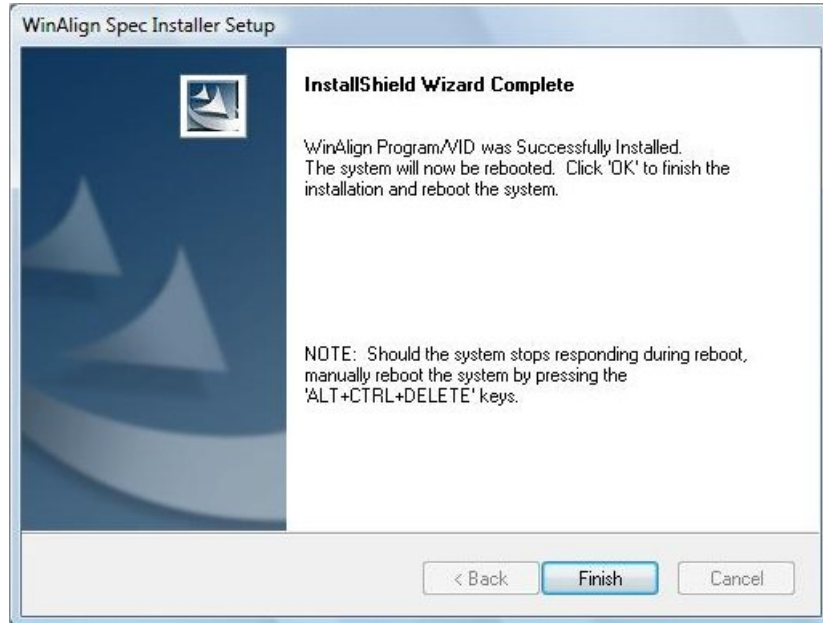 WinAlign Spec Installer Setup
InstallShield Wizard Complete
WinAlign Program/VID was Successfully Installed.
The system will now be rebooted. Click 'OK' to finish the
installation and reboot the system.
NOTE: Should the system stops responding during reboot,
manually reboot the system by pressing the
'ALT+CTRL+DELETE' keys.
< Back Finish Cancel